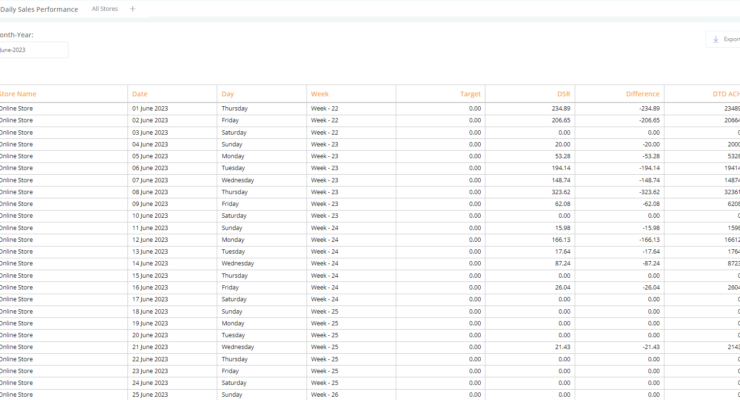 Daily Sales Performance All Stores +
onth-Year:
June-2023
Export
Store Name Date Day Week Target DSR Difference DTD ACH
Online Store 01 June 2023 Thursday Week - 22 0.00 234.89 -234.89 23489
Online Store 02 June 2023 Friday Week - 22 0.00 206.65 -206.65 20664
Online Store 03 June 2023 Saturday Week - 22 0.00 0.00 0.00 0
Online Store 04 June 2023 Sunday Week - 23 0.00 20.00 -20.00 2000
Online Store 05 June 2023 Monday Week - 23 0.00 53.28 -53.28 5328
Online Store 06 June 2023 Tuesday Week - 23 0.00 194.14 -194.14 19414
Online Store 07 June 2023 Wednesday Week - 23 0.00 148.74 -148.74 14874
Online Store 08 June 2023 Thursday Week - 23 0.00 323.62 -323.62 32361
Online Store 09 June 2023 Friday Week - 23 0.00 62.08 -62.08 6208
Online Store 10 June 2023 Saturday Week - 23 0.00 0.00 0.00 0
Online Store 11 June 2023 Sunday Week - 24 0.00 15.98 -15.98 1598
Online Store 12 June 2023 Monday Week - 24 0.00 166.13 -166.13 16612
Online Store 13 June 2023 Tuesday Week - 24 0.00 17.64 -17.64 1764
Online Store 14 June 2023 Wednesday Week - 24 0.00 87.24 -87.24 8723
Online Store 15 June 2023 Thursday Week - 24 0.00 0.00 0.00 0
Online Store 16 June 2023 Friday Week - 24 0.00 26.04 -26.04 2604
Online Store 17 June 2023 Saturday Week - 24 0.00 0.00 0.00 0
Online Store 18 June 2023 Sunday Week - 25 0.00 0.00 0.00 0
Online Store 19 June 2023 Monday Week - 25 0.00 0.00 0.00 0
Online Store 20 June 2023 Tuesday Week - 25 0.00 0.00 0.00 0
Online Store 21 June 2023 Wednesday Week - 25 0.00 21.43 -21.43 2143
Online Store 22 June 2023 Thursday Week - 25 0.00 0.00 0.00 0
Online Store 23 June 2023 Friday Week - 25 0.00 0.00 0.00 0
Online Store 24 June 2023 Saturday Week - 25 0.00 0.00 0.00 0
Online Store 25 June 2023 Sunday Week - 26 0.00 0.00 0.00 0